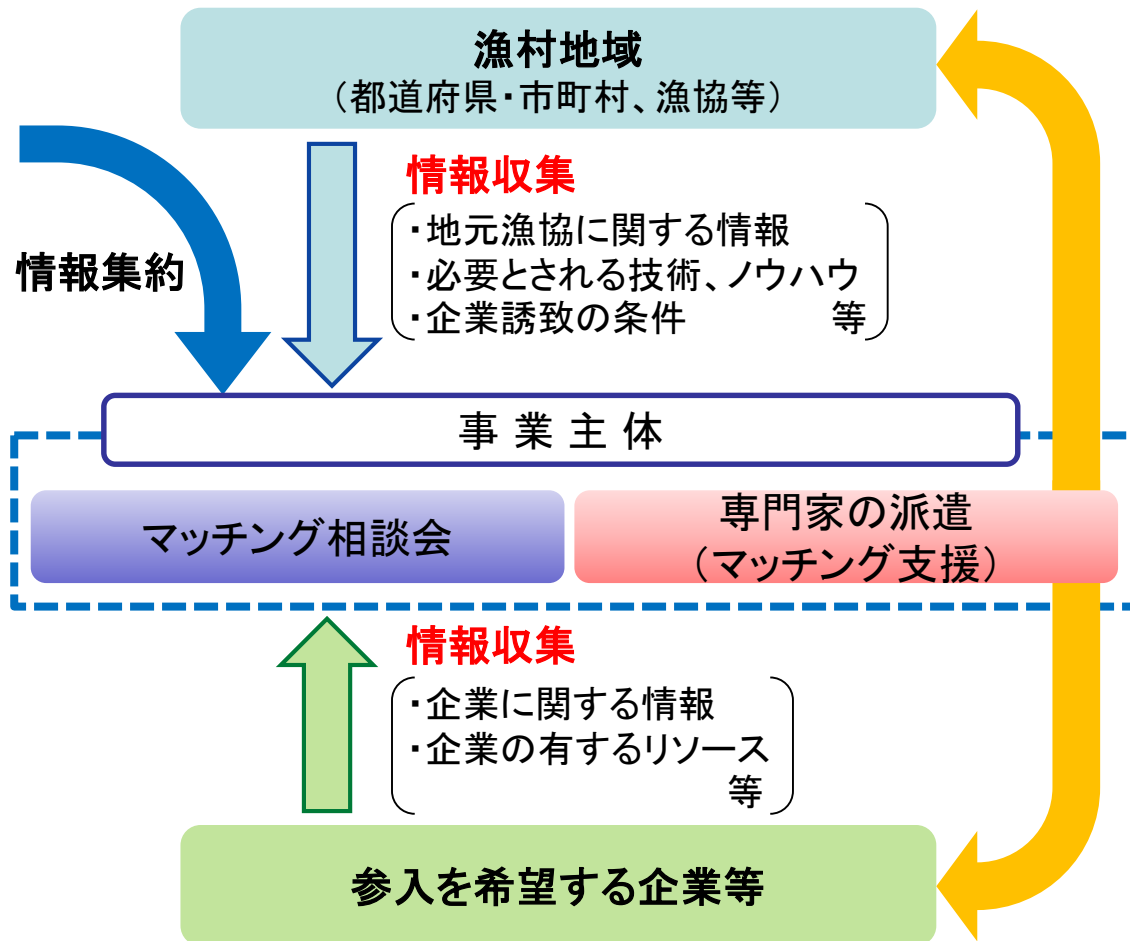 漁村地域
（都道府県・市町村、漁協等）
情報収集
・地元漁協に関する情報
・必要とされる技術、ノウハウ
・企業誘致の条件　　　　等
情報集約
事 業 主 体
マッチング相談会
専門家の派遣
（マッチング支援）
情報収集
・企業に関する情報
・企業の有するリソース
等
参入を希望する企業等